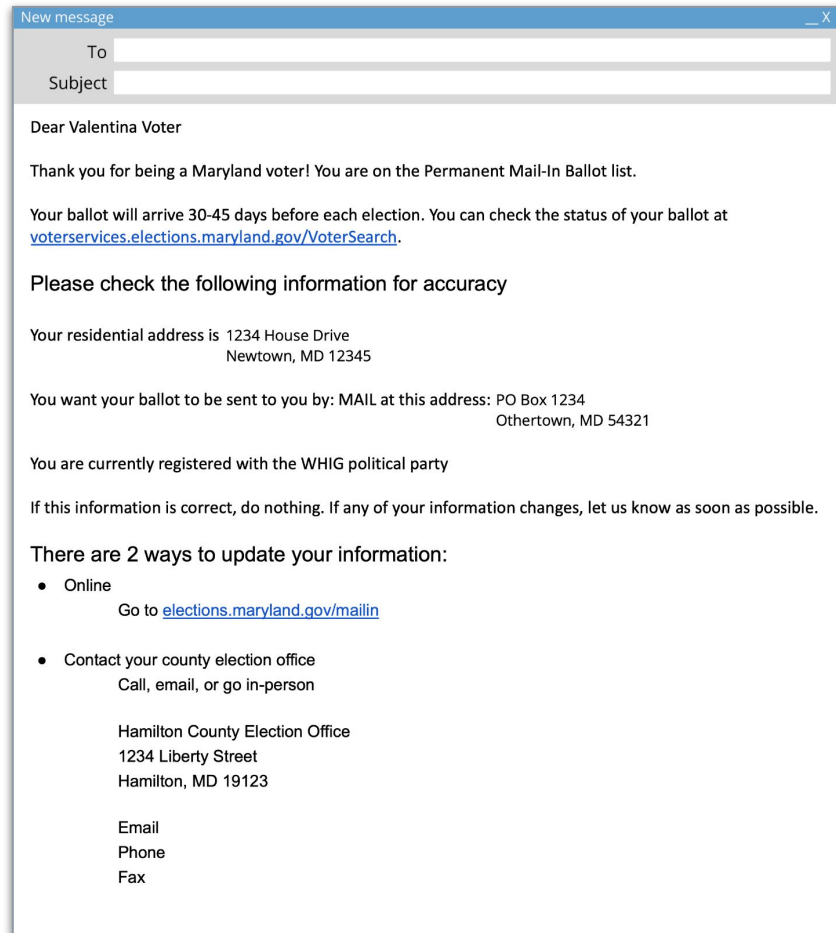 New message
_ X
To
Subject
Dear Valentina Voter
Thank you for being a Maryland voter! You are on the Permanent Mail-In Ballot list.
Your ballot will arrive 30-45 days before each election. You can check the status of your ballot at
voterservices.elections.maryland.gov/VoterSearch.
Please check the following information for accuracy
Your residential address is 1234 House Drive
Newtown, MD 12345
You want your ballot to be sent to you by: MAIL at this address: PO Box 1234
Othertown, MD 54321
You are currently registered with the WHIG political party
If this information is correct, do nothing. If any of your information changes, let us know as soon as possible.
There are 2 ways to update your information:
● Online
Go to elections.maryland.gov/mailin
● Contact your county election office
Call, email, or go in-person
Hamilton County Election Office
1234 Liberty Street
Hamilton, MD 19123
Email
Phone
Fax